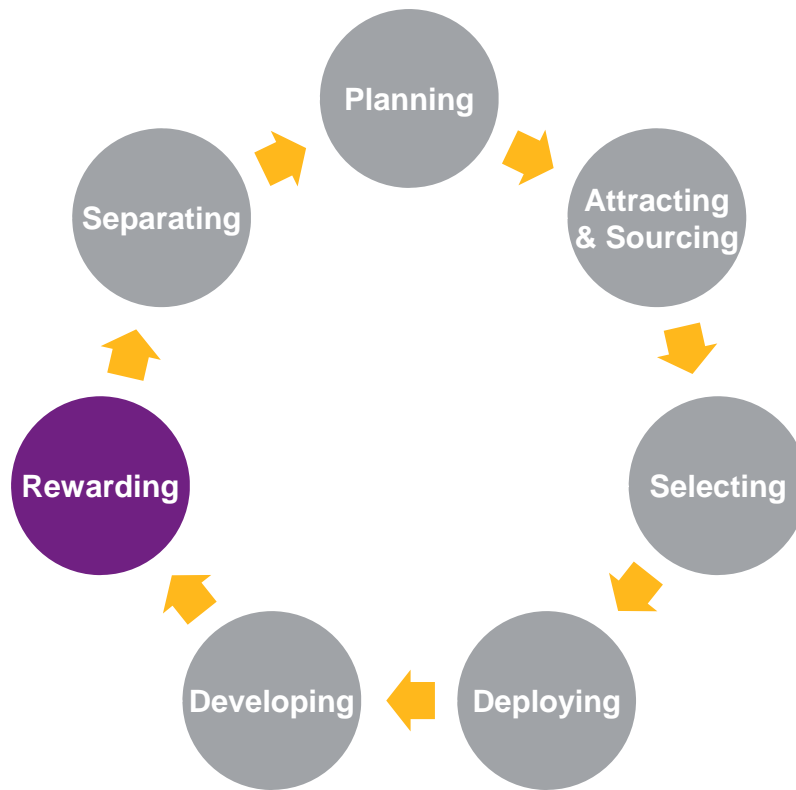 Planning
Attracting
& Sourcing
Selecting
Deploying
Developing
Rewarding
Separating